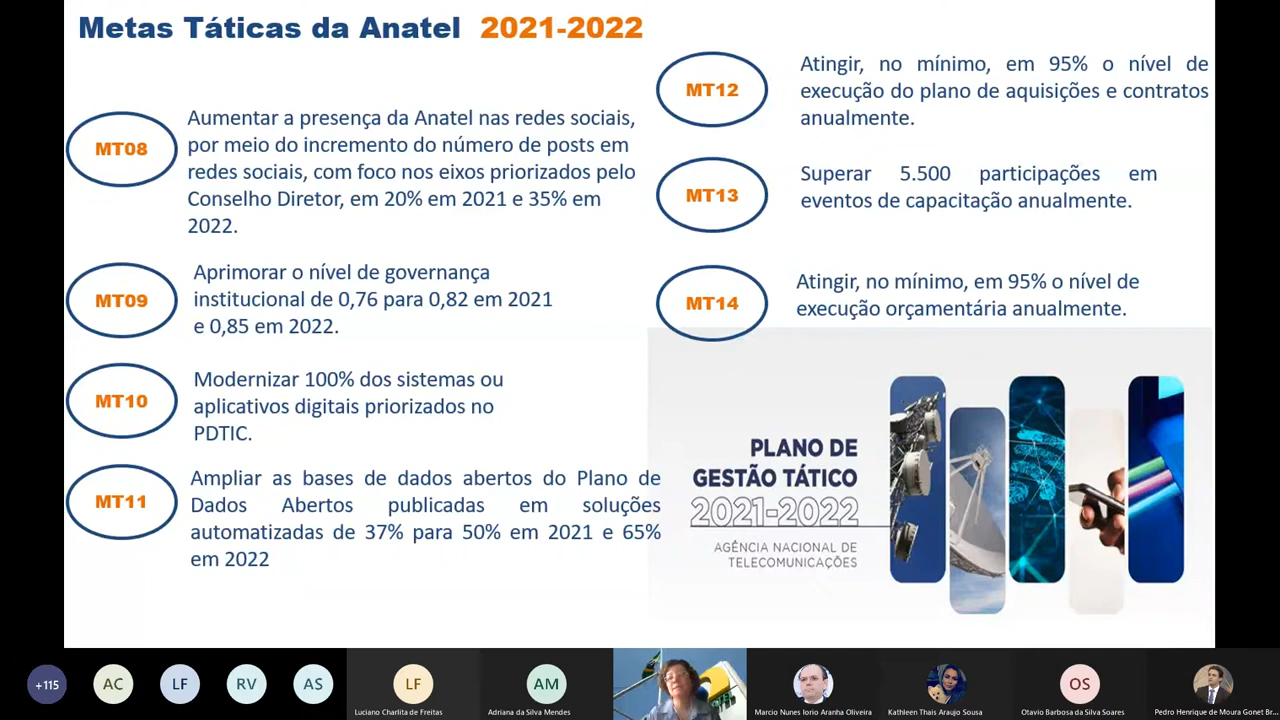 Metas Táticas da Anatel 2021-2022
MT08
Aumentar a presença da Anatel nas redes sociais,
por meio do incremento do número de posts em
redes sociais, com foco nos eixos priorizados pelo
Conselho Diretor, em 20% em 2021 e 35% em
2022.
MT09
Aprimorar o nível de governança
institucional de 0,76 para 0,82 em 2021
e 0,85 em 2022.
MT10
Modernizar 100% dos sistemas ou
aplicativos digitais priorizados no
PDTIC.
MT11
Ampliar as bases de dados abertos do Plano de
Dados Abertos publicadas em soluções
automatizadas de 37% para 50% em 2021 e 65%
em 2022
MT12
Atingir, no mínimo, em 95% o nível de
execução do plano de aquisições e contratos
anualmente.
MT13
Superar 5.500 participações em
eventos de capacitação anualmente.
MT14
Atingir, no mínimo, em 95% o nível de
execução orçamentária anualmente.
PLANO DE
GESTÃO TÁTICO
2021-2022
AGÊNCIA NACIONAL DE
TELECOMUNICAÇÕES
+115
AC
LF
RV
AS
LF
Luciano Charlita de Freitas
AM
Adriana da Silva Mendes
Marcio Nunes Iorio Aranha Oliveira
Kathleen Thais Araujo Sousa
OS
Otavio Barbosa da Silva Soares
Pedro Henrique de Moura Gonet Br...